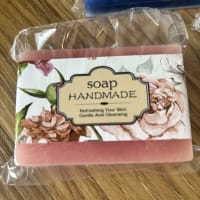 soap
HANDMADE
Refreshing Your Skin
Gentle And Cleansing